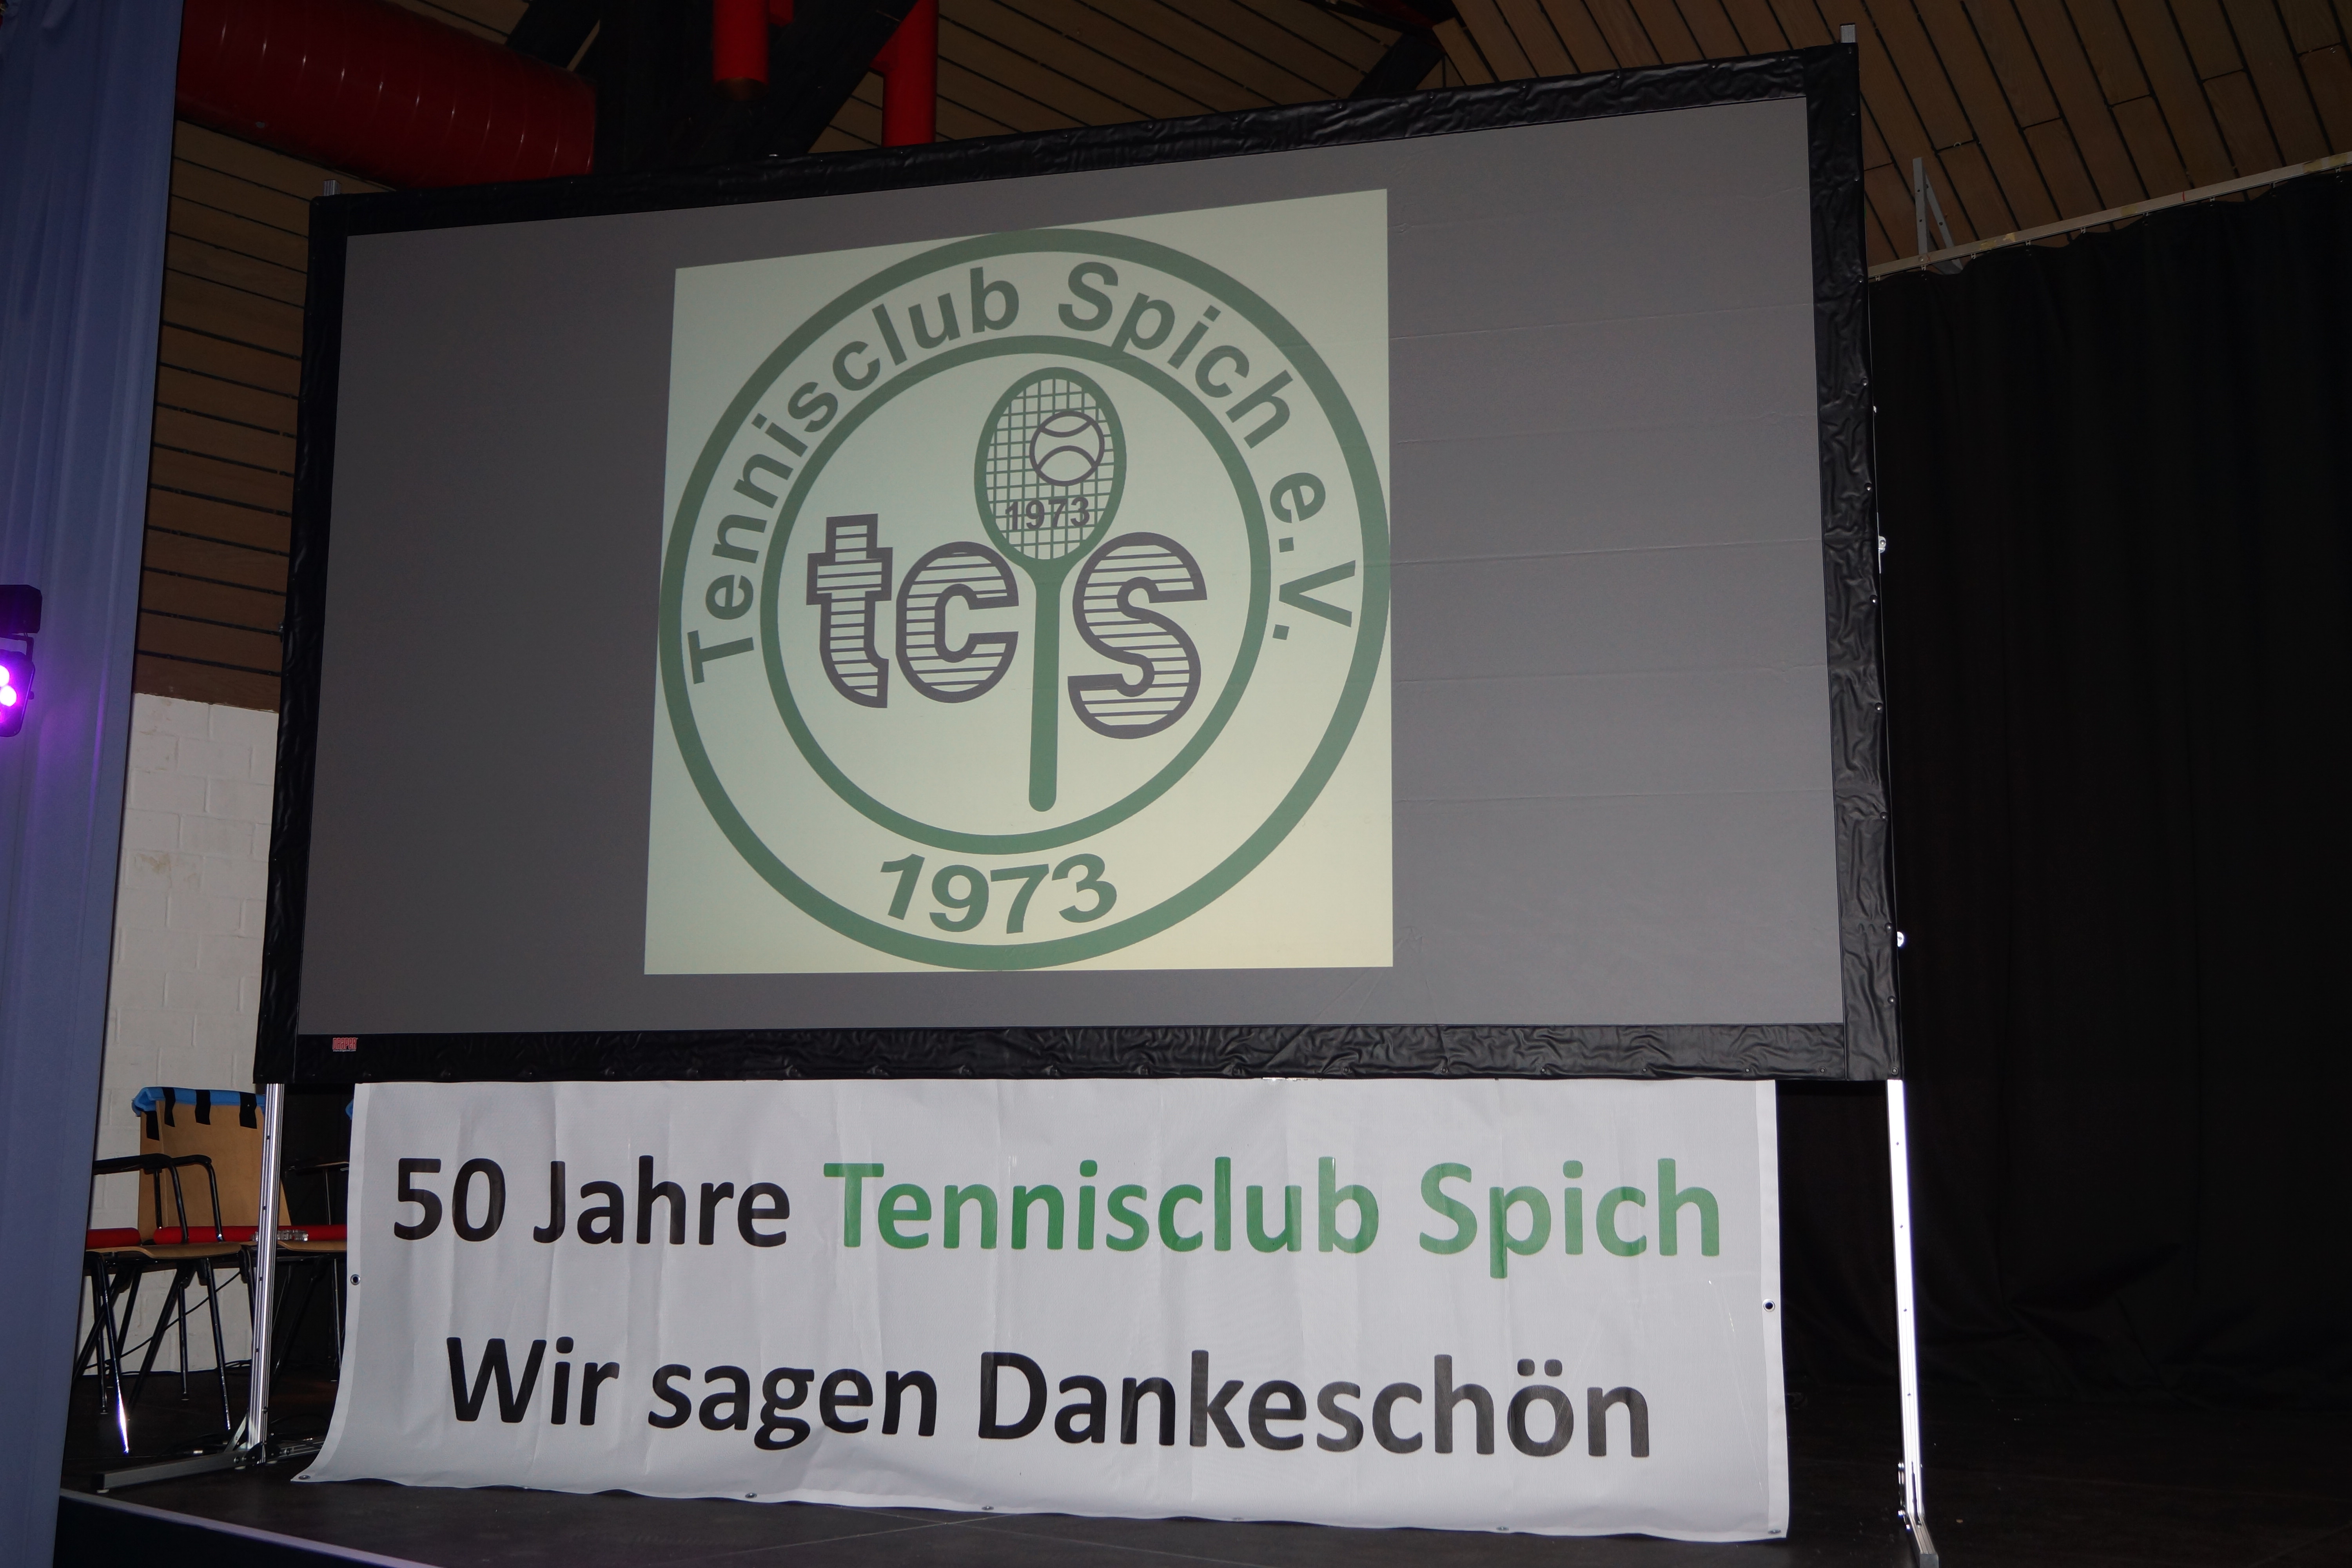 Tennisclub Spich e.V.
1973
tcs
1973
50 Jahre Tennisclub Spich
Wir sagen Dankeschön